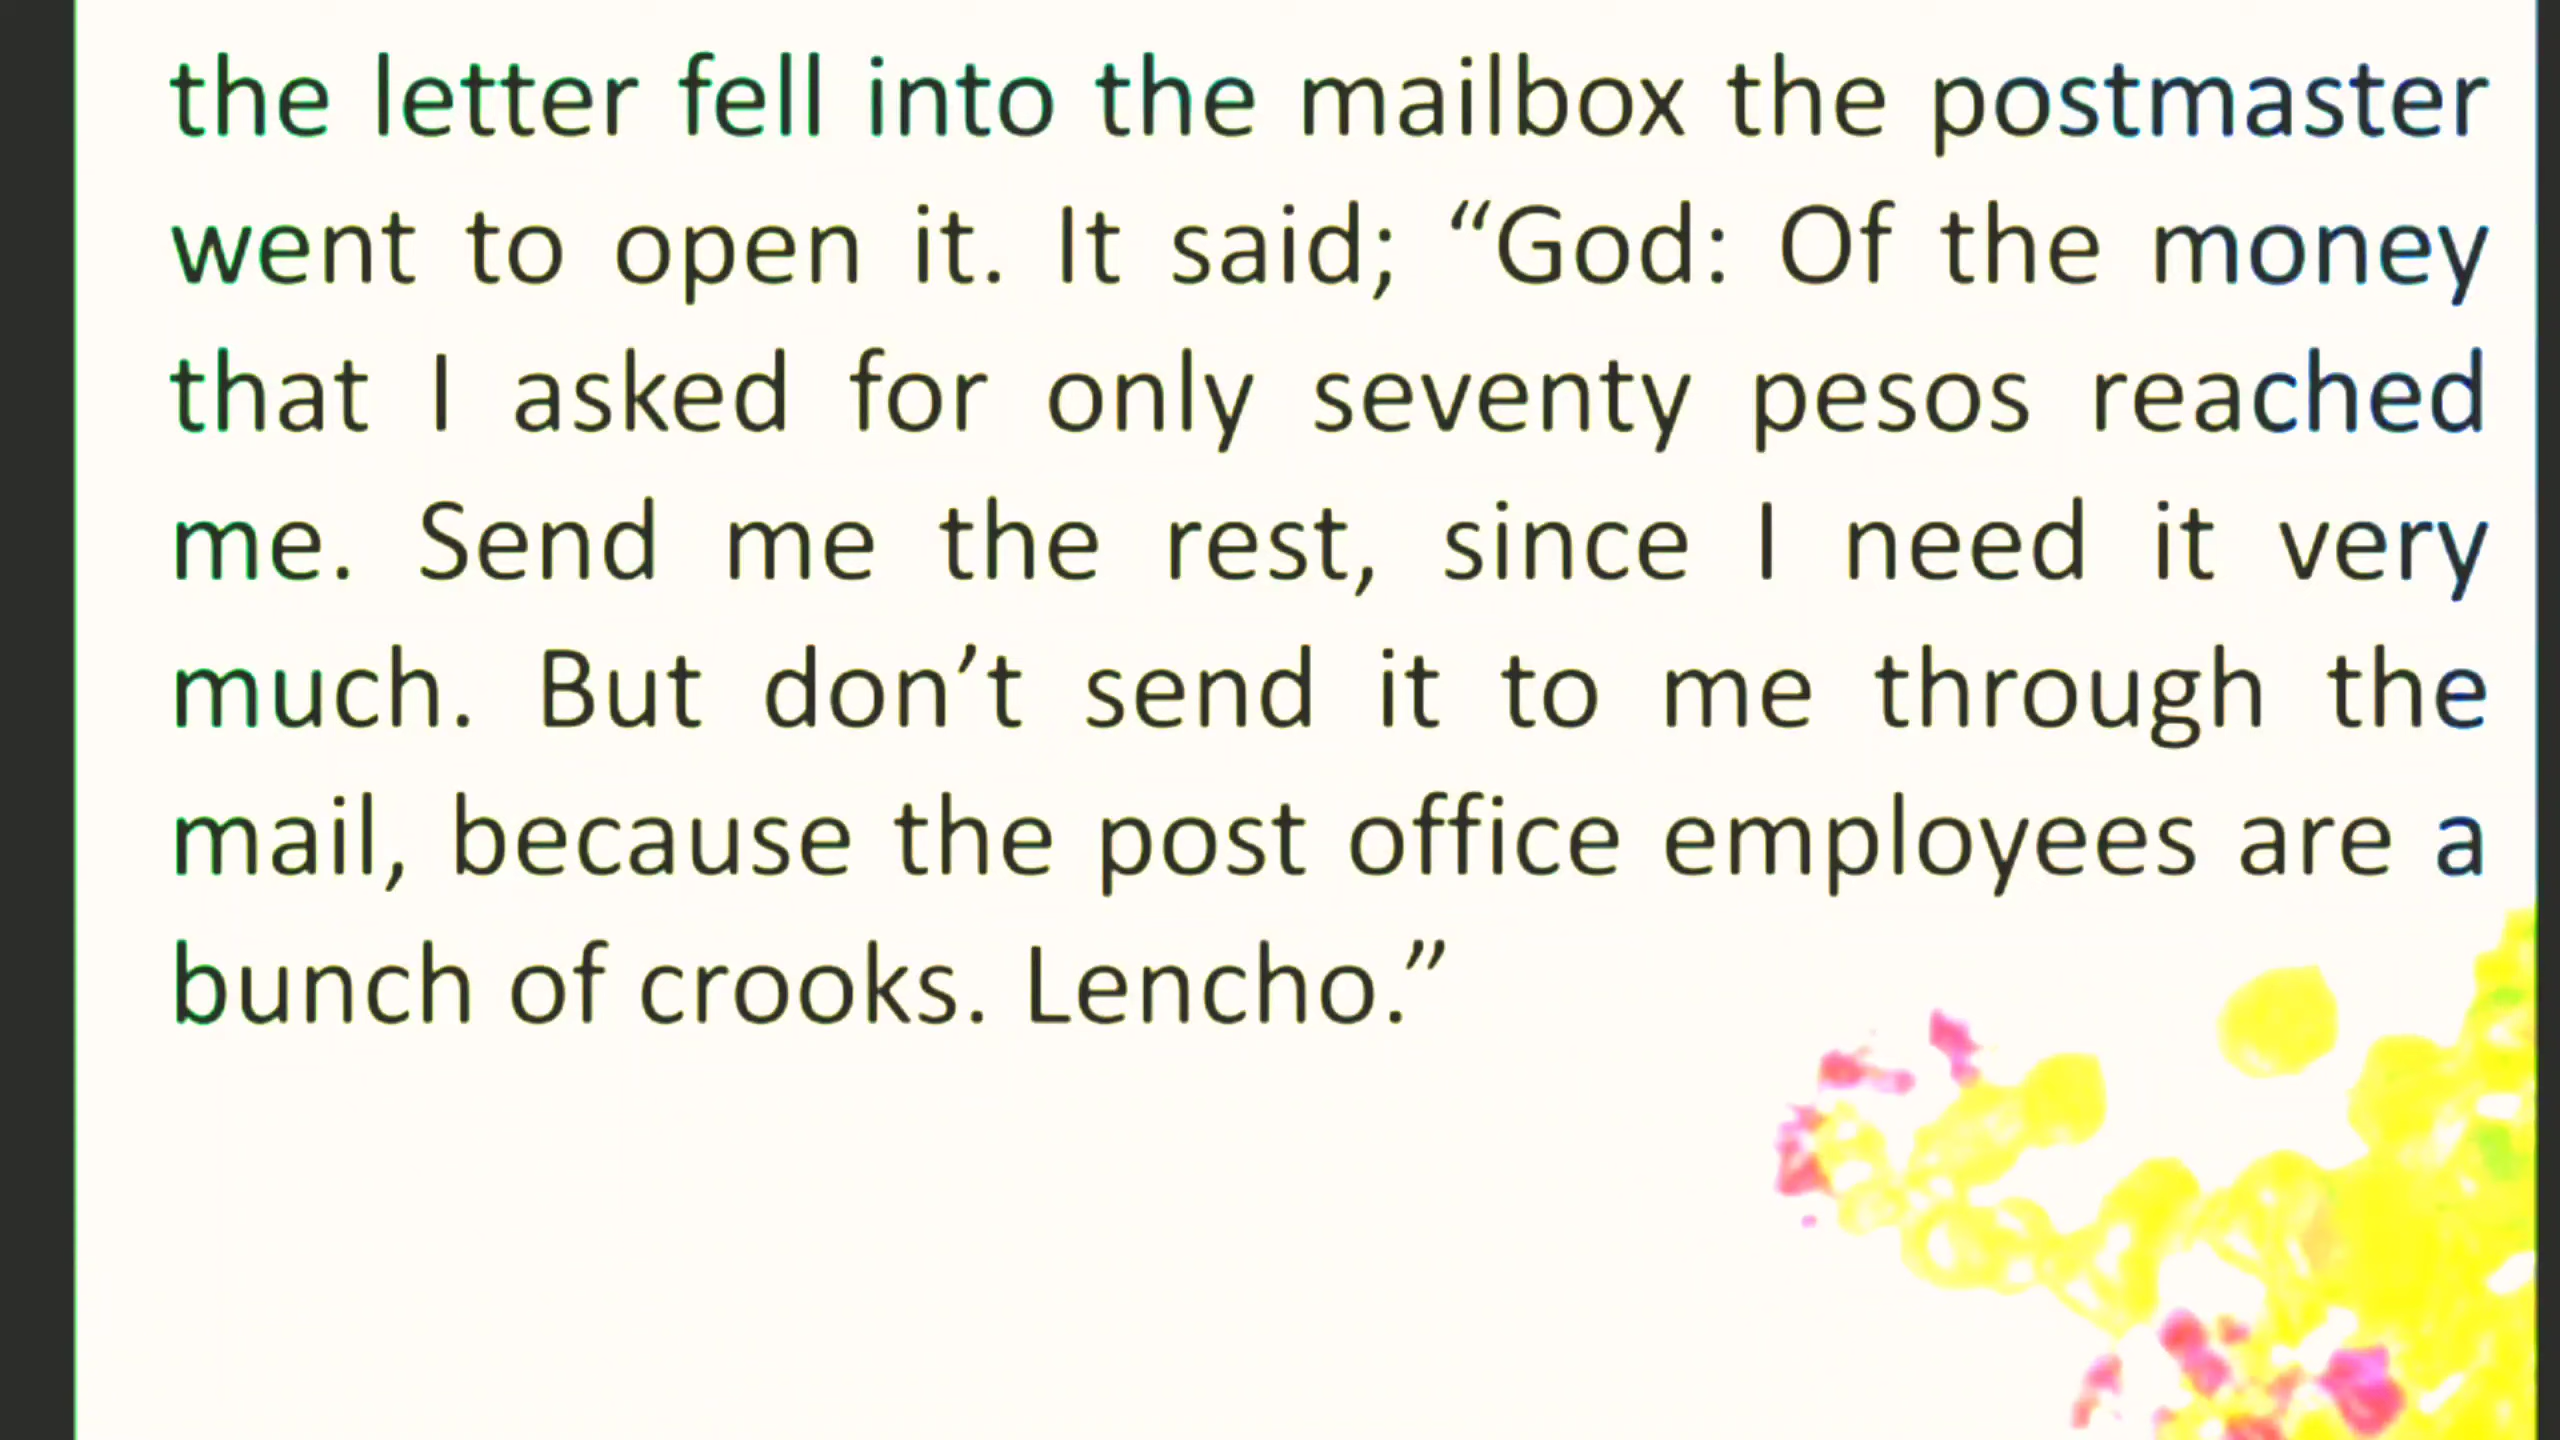 the letter fell into the mailbox the postmaster
went to open it. It said; “God: Of the money
that I asked for only seventy pesos reached
me. Send me the rest, since I need it very
much. But don’t send it to me through the
mail, because the post office employees are a
bunch of crooks. Lencho.”